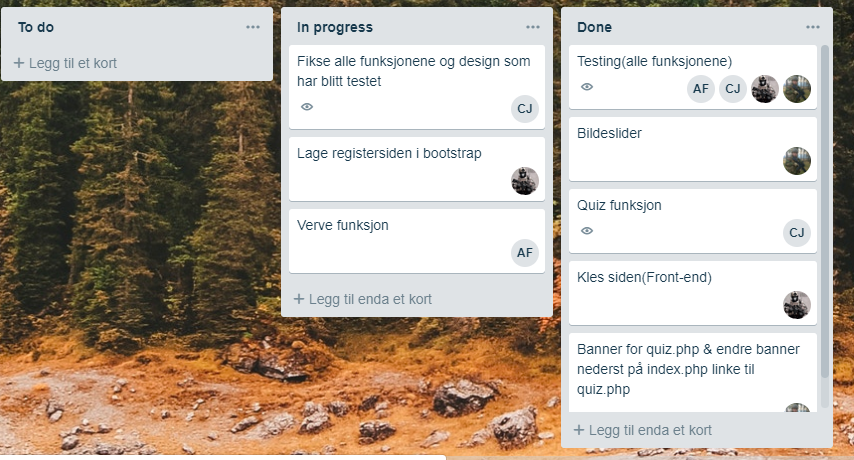 To do
Legg til et kort
In progress
Fikse alle funksjonene og design som
har blitt testet
CJ
Lage registersiden i bootstrap
Verve funksjon
AF
Legg til enda et kort
Done
Testing(alle funksjonene)
AF CJ
Bildeslider
Quiz funksjon
CJ
Kles siden(Front-end)
Banner for quiz.php & endre banner
nederst på index.php linke til
quiz.php
Legg til enda et kort